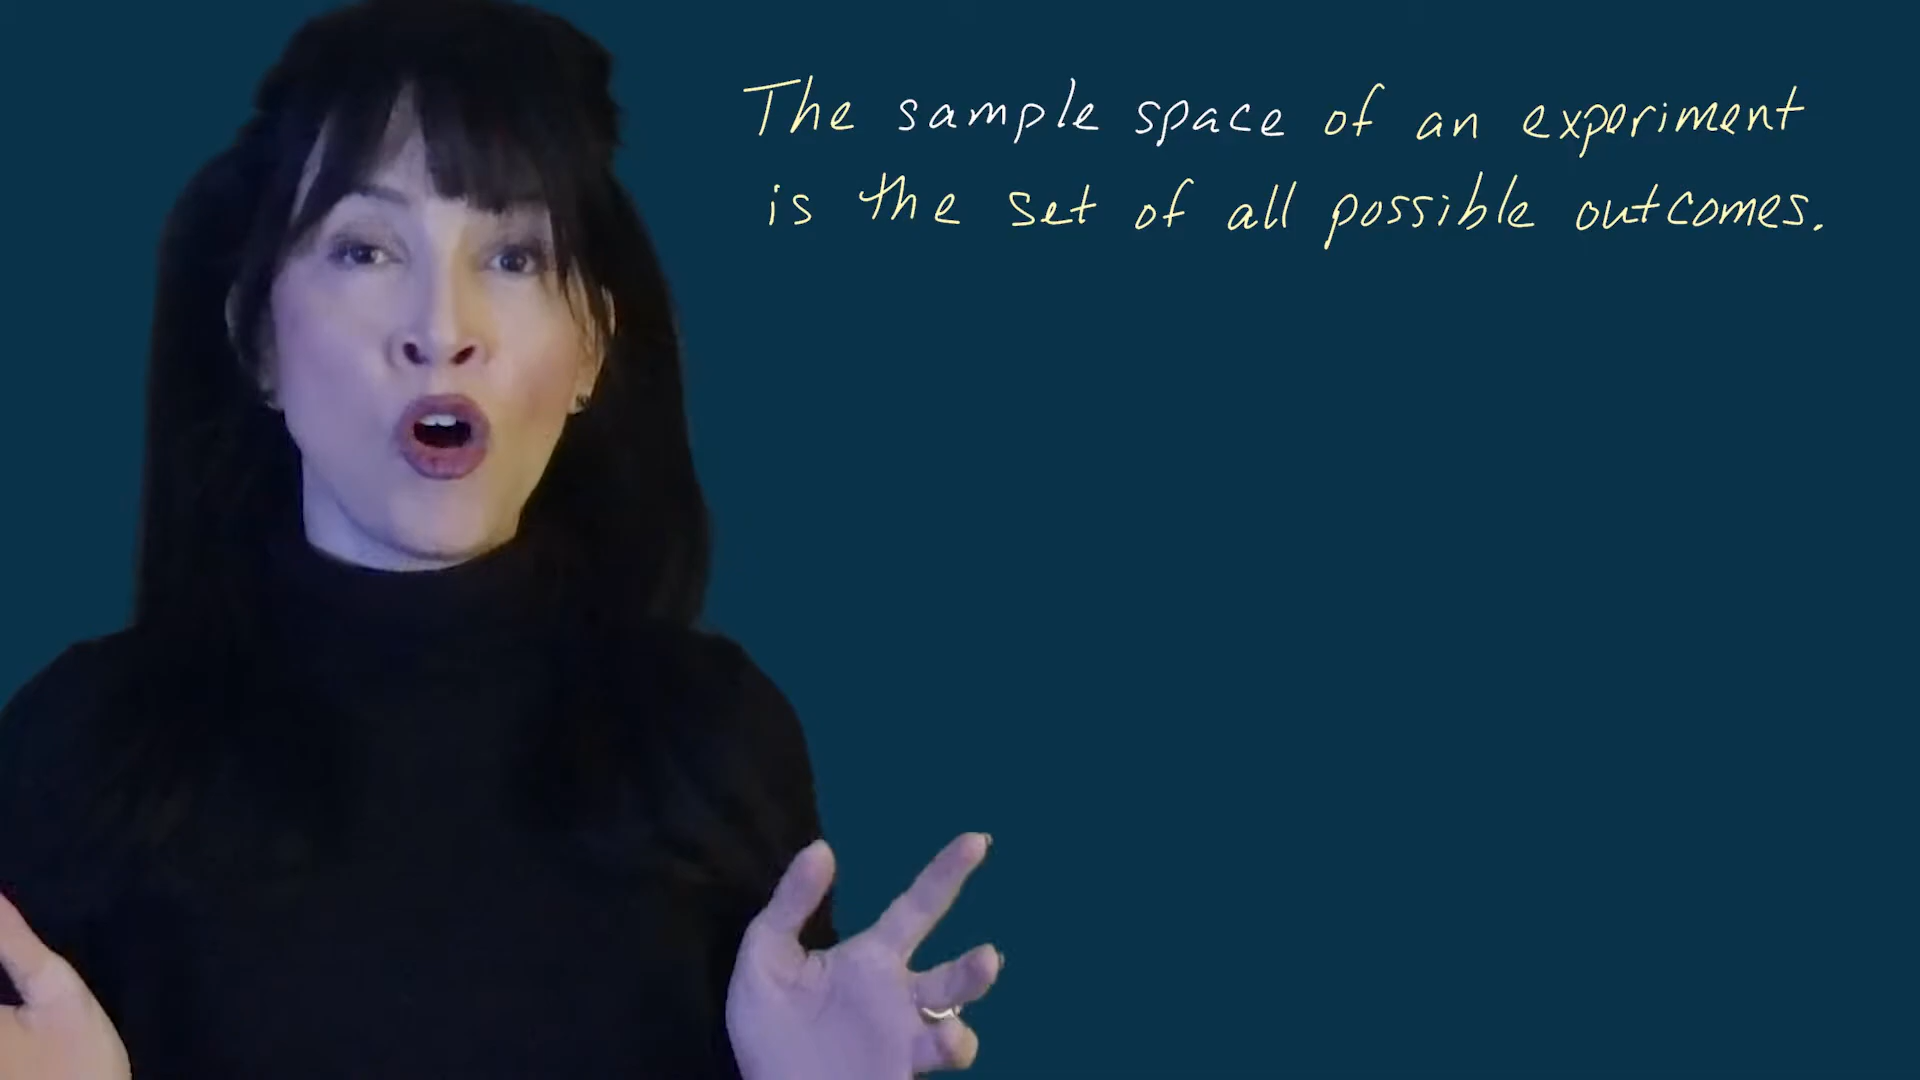 The sample space of an experiment
is the set of all possible outcomes.